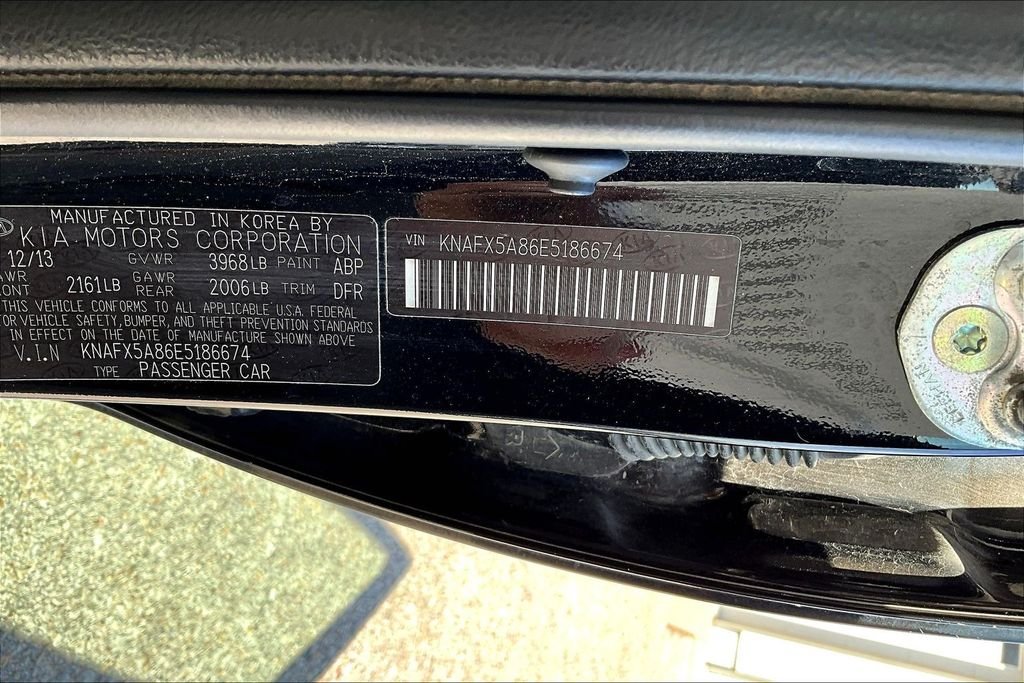 MANUFACTURED IN KOREA BY
KIA MOTORS CORPORATION
12/13 GVWR 3968LB PAINT ABP
2161LB GAWR REAR 2006LB TRIM DFR
THIS VEHICLE CONFORMS TO ALL APPLICABLE U.S.A. FEDERAL
VEHICLE SAFETY, BUMPER, AND THEFT PREVENTION STANDARDS
IN EFFECT ON THE DATE OF MANUFACTURE SHOWN ABOVE
V.I.N KNAFX5A86E5186674
TYPE PASSENGER CAR
VIN KNAFX5A86E5186674